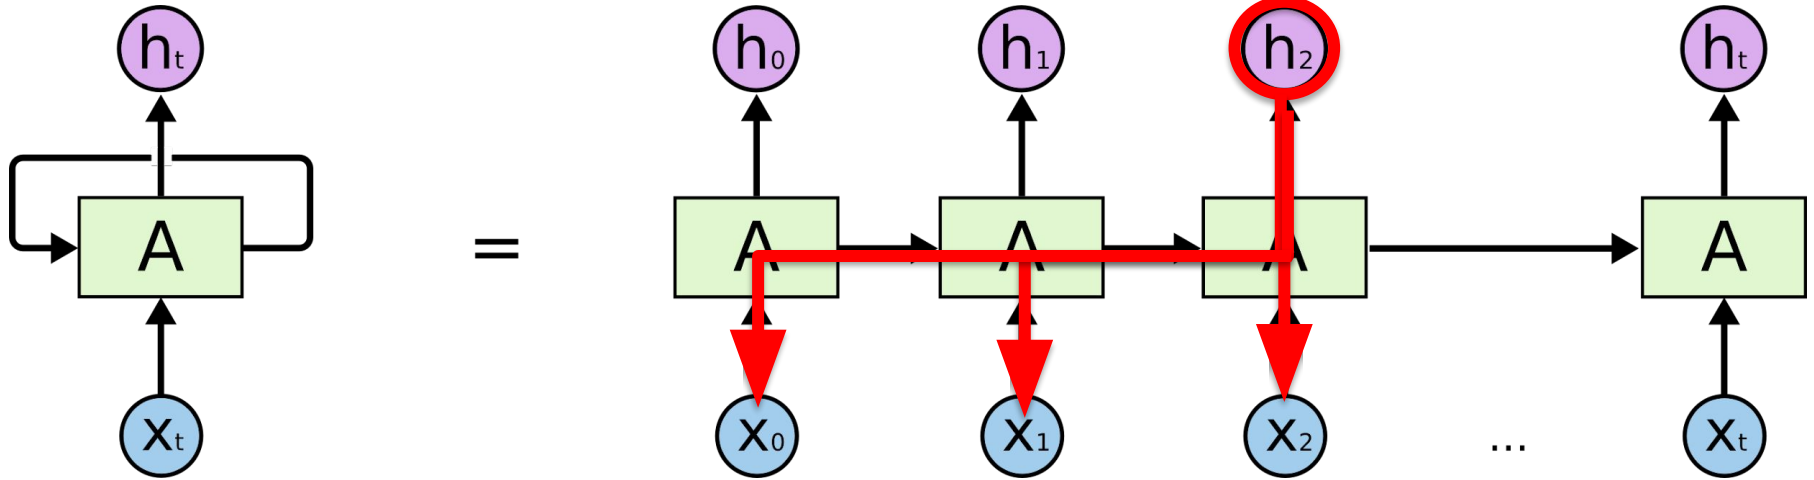 hₜ h₀ h₁ h₂ hₜ
A = A A A A
xₜ x₀ x₁ x₂ ... xₜ